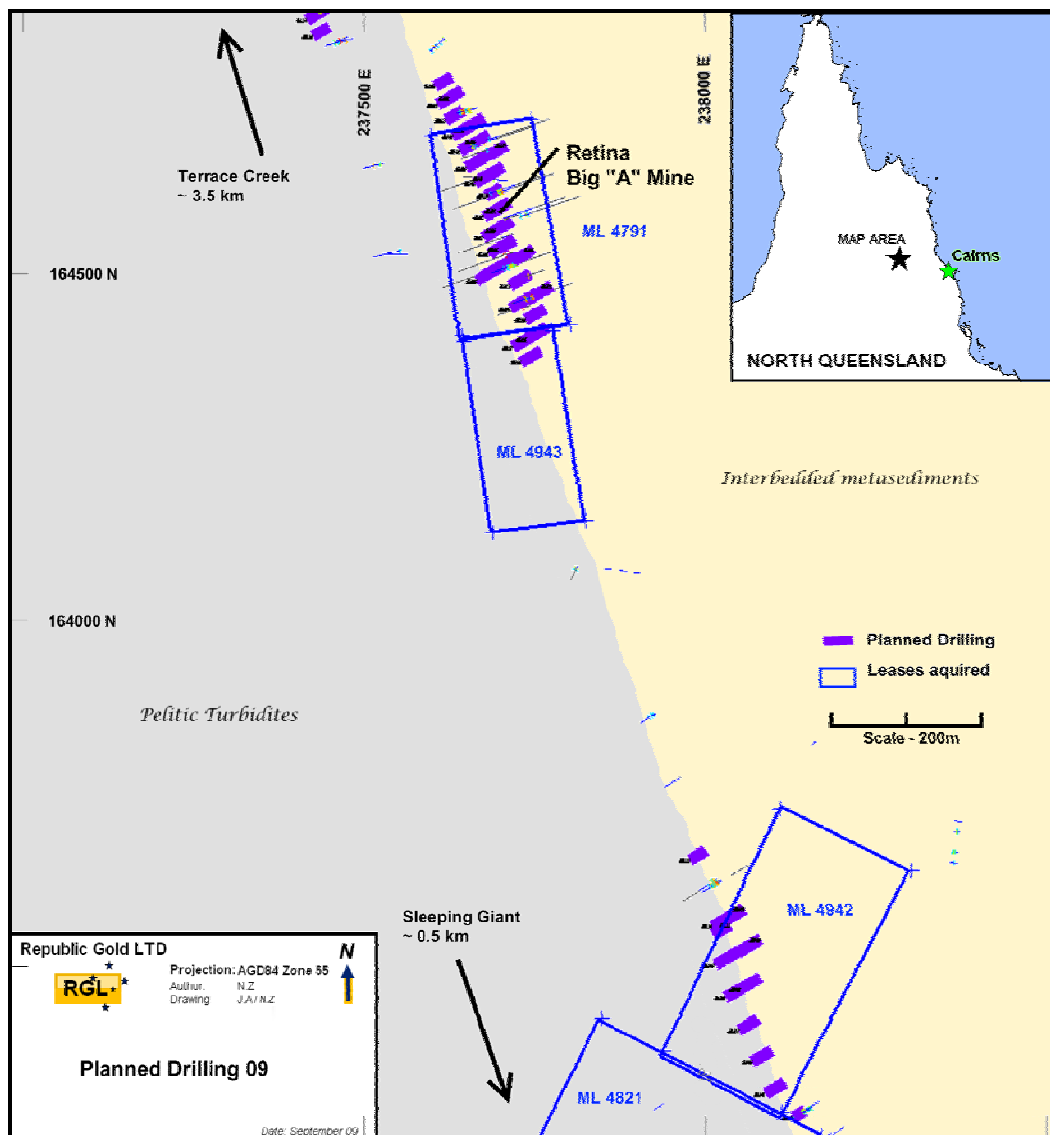 237500 E
238000 E
Terrace Creek
~ 3.5 km
Retina
Big "A" Mine
ML 4791
MAP AREA
Cairns
NORTH QUEENSLAND
164500 N
ML 4943
Interbedded metasediments
164000 N
Planned Drilling
Leases aquired
Scale - 200m
Pelitic Turbidites
ML 4942
Sleeping Giant
~ 0.5 km
ML 4821
Republic Gold LTD
N
RGL
Projection: AGD84 Zone 55
Authur. N.Z
Drawing J.A / N.Z
Planned Drilling 09
Date: September 09